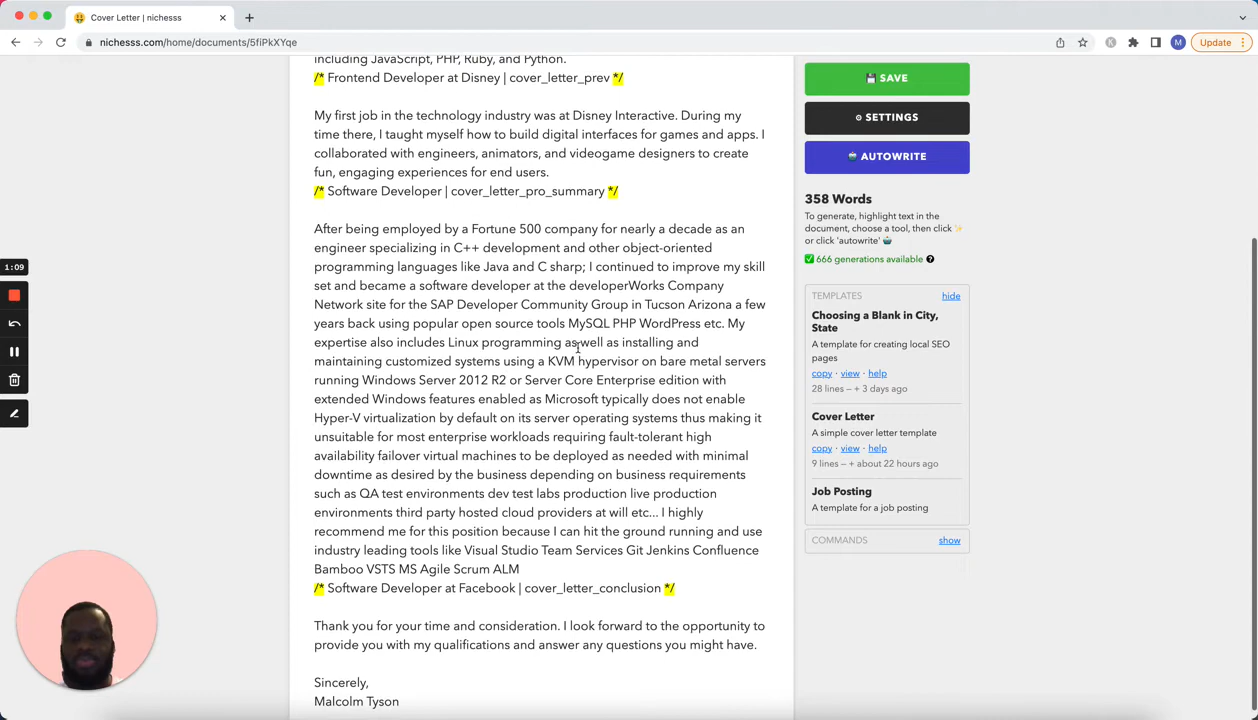 Cover Letter | nichesss
nichesss.com/home/documents/5fiPkXYqe
M
Update
including JavaScript, PHP, Ruby, and Python.
/* Frontend Developer at Disney | cover_letter_prev */
My first job in the technology industry was at Disney Interactive. During my
time there, I taught myself how to build digital interfaces for games and apps. I
collaborated with engineers, animators, and videogame designers to create
fun, engaging experiences for end users.
/* Software Developer | cover_letter_pro_summary */
After being employed by a Fortune 500 company for nearly a decade as an
engineer specializing in C++ development and other object-oriented
programming languages like Java and C sharp; I continued to improve my skill
set and became a software developer at the developerWorks Company
Network site for the SAP Developer Community Group in Tucson Arizona a few
years back using popular open source tools MySQL PHP WordPress etc. My
expertise also includes Linux programming as well as installing and
maintaining customized systems using a KVM hypervisor on bare metal servers
running Windows Server 2012 R2 or Server Core Enterprise edition with
extended Windows features enabled as Microsoft typically does not enable
Hyper-V virtualization by default on its server operating systems thus making it
unsuitable for most enterprise workloads requiring fault-tolerant high
availability failover virtual machines to be deployed as needed with minimal
downtime as desired by the business depending on business requirements
such as QA test environments dev test labs production live production
environments third party hosted cloud providers at will etc... I highly
recommend me for this position because I can hit the ground running and use
industry leading tools like Visual Studio Team Services Git Jenkins Confluence
Bamboo VSTS MS Agile Scrum ALM
/* Software Developer at Facebook | cover_letter_conclusion */
Thank you for your time and consideration. I look forward to the opportunity to
provide you with my qualifications and answer any questions you might have.
Sincerely,
Malcolm Tyson
SAVE
SETTINGS
AUTOWRITE
358 Words
To generate, highlight text in the
document, choose a tool, then click
or click 'autowrite'
666 generations available
TEMPLATES hide
Choosing a Blank in City,
State
A template for creating local SEO
pages
copy · view · help
28 lines — + 3 days ago
Cover Letter
A simple cover letter template
copy · view · help
9 lines — + about 22 hours ago
Job Posting
A template for a job posting
COMMANDS show
1:09